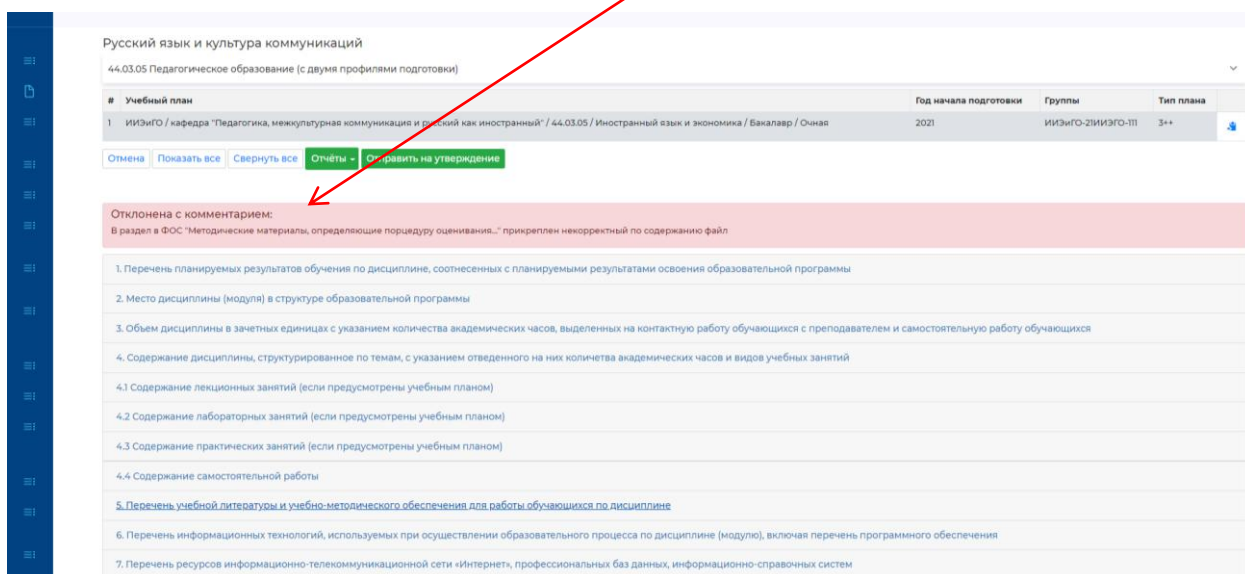 Русский язык и культура коммуникаций
44.03.05 Педагогическое образование (с двумя профилями подготовки)
# Учебный план Год начала подготовки Группы Тип плана
1 ИИЭиГО / кафедра "Педагогика, межкультурная коммуникация и русский как иностранный" / 44.03.05 / Иностранный язык и экономика / Бакалавр / Очная 2021 ИИЭиГО-21ИИЭГО-111 3++
Отмена Показать все Свернуть все Отчёты Отправить на утверждение
Отклонена с комментарием:
В раздел в ФОС "Методические материалы, определяющие порцедуру оценивания..." прикреплен некорректный по содержанию файл
1. Перечень планируемых результатов обучения по дисциплине, соотнесенных с планируемыми результатами освоения образовательной программы
2. Место дисциплины (модуля) в структуре образовательной программы
3. Объем дисциплины в зачетных единицах с указанием количества академических часов, выделенных на контактную работу обучающихся с преподавателем и самостоятельную работу обучающихся
4. Содержание дисциплины, структурированное по темам, с указанием отведенного на них количетва академических часов и видов учебных занятий
4.1 Содержание лекционных занятий (если предусмотрены учебным планом)
4.2 Содержание лабораторных занятий (если предусмотрены учебным планом)
4.3 Содержание практических занятий (если предусмотрены учебным планом)
4.4 Содержание самостоятельной работы
5. Перечень учебной литературы и учебно-методического обеспечения для работы обучающихся по дисциплине
6. Перечень информационных технологий, используемых при осуществлении образовательного процесса по дисциплине (модулю), включая перечень программного обеспечения
7. Перечень ресурсов информационно-телекоммуникационной сети «Интернет», профессиональных баз данных, информационно-справочных систем